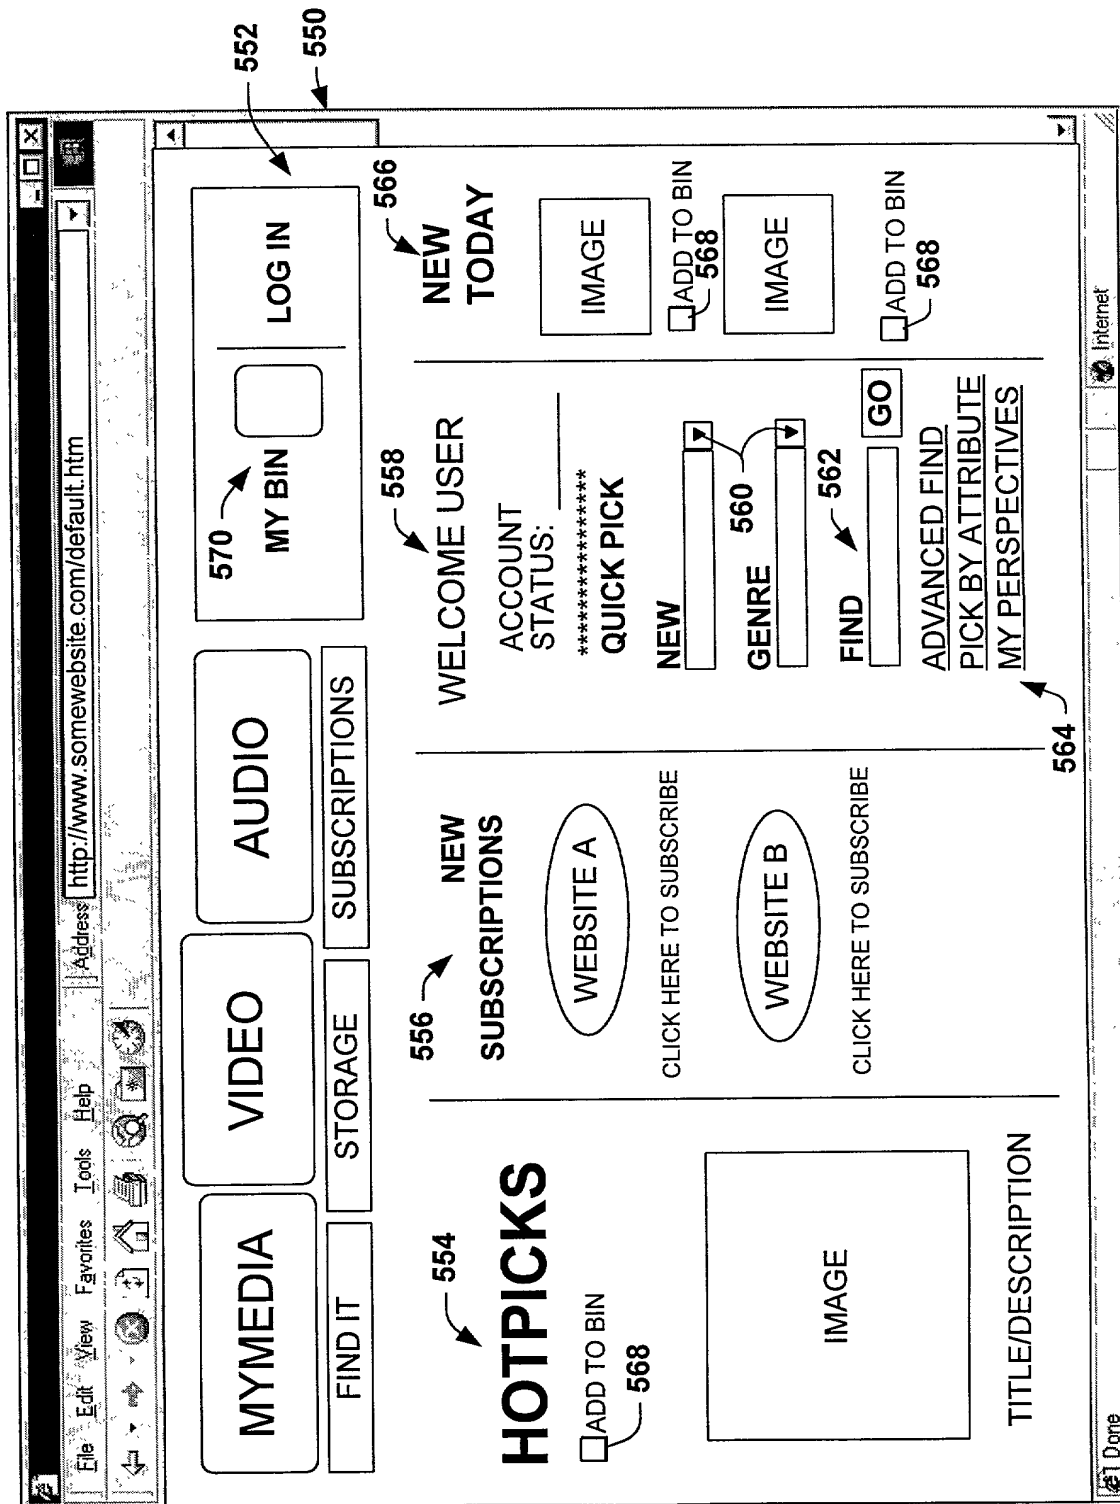 File Edit View Favorites Tools Help
Address http://www.somewebsite.com/default.htm
552
550
MYMEDIA
VIDEO
AUDIO
FIND IT
STORAGE
SUBSCRIPTIONS
570
MY BIN
LOG IN
554
HOTPICKS
ADD TO BIN
568
IMAGE
TITLE/DESCRIPTION
556
NEW
SUBSCRIPTIONS
WEBSITE A
CLICK HERE TO SUBSCRIBE
WEBSITE B
CLICK HERE TO SUBSCRIBE
558
WELCOME USER
ACCOUNT
STATUS:
****************
QUICK PICK
NEW
560
GENRE
562
FIND
GO
ADVANCED FIND
PICK BY ATTRIBUTE
MY PERSPECTIVES
564
566
NEW
TODAY
IMAGE
ADD TO BIN
568
IMAGE
ADD TO BIN
568
Done
Internet